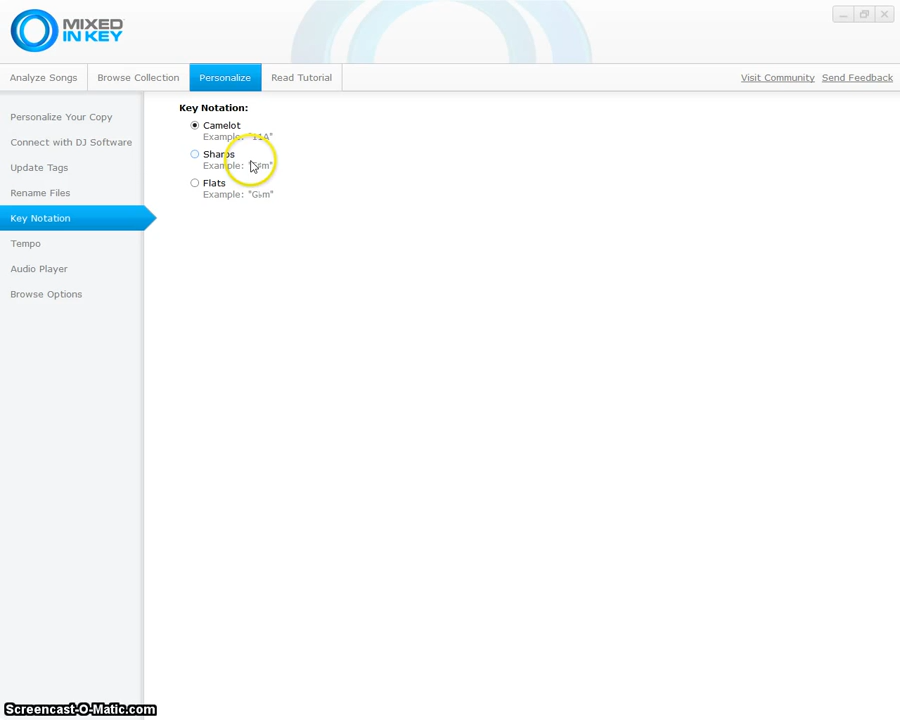 MIXED
IN KEY
Analyze Songs
Browse Collection
Personalize
Read Tutorial
Visit Community
Send Feedback
Personalize Your Copy
Connect with DJ Software
Update Tags
Rename Files
Key Notation
Tempo
Audio Player
Browse Options
Key Notation:
Camelot
Example: "11A"
Sharps
Example:
Flats
Example: "G♭m"
Screencast-O-Matic.com